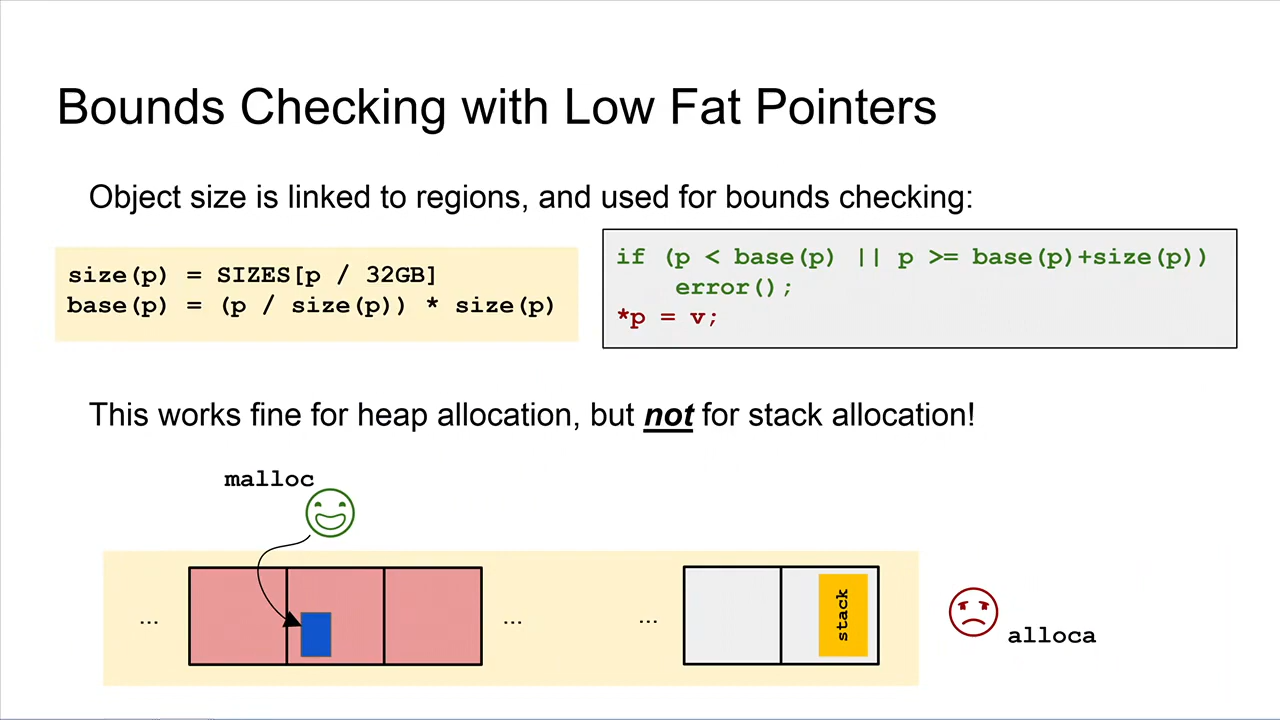 Bounds Checking with Low Fat Pointers
Object size is linked to regions, and used for bounds checking:
size(p) = SIZES[p / 32GB]
base(p) = (p / size(p)) * size(p)
if (p < base(p) || p >= base(p)+size(p))
error();
*p = v;
This works fine for heap allocation, but not for stack allocation!
malloc
...
...
...
stack
alloca